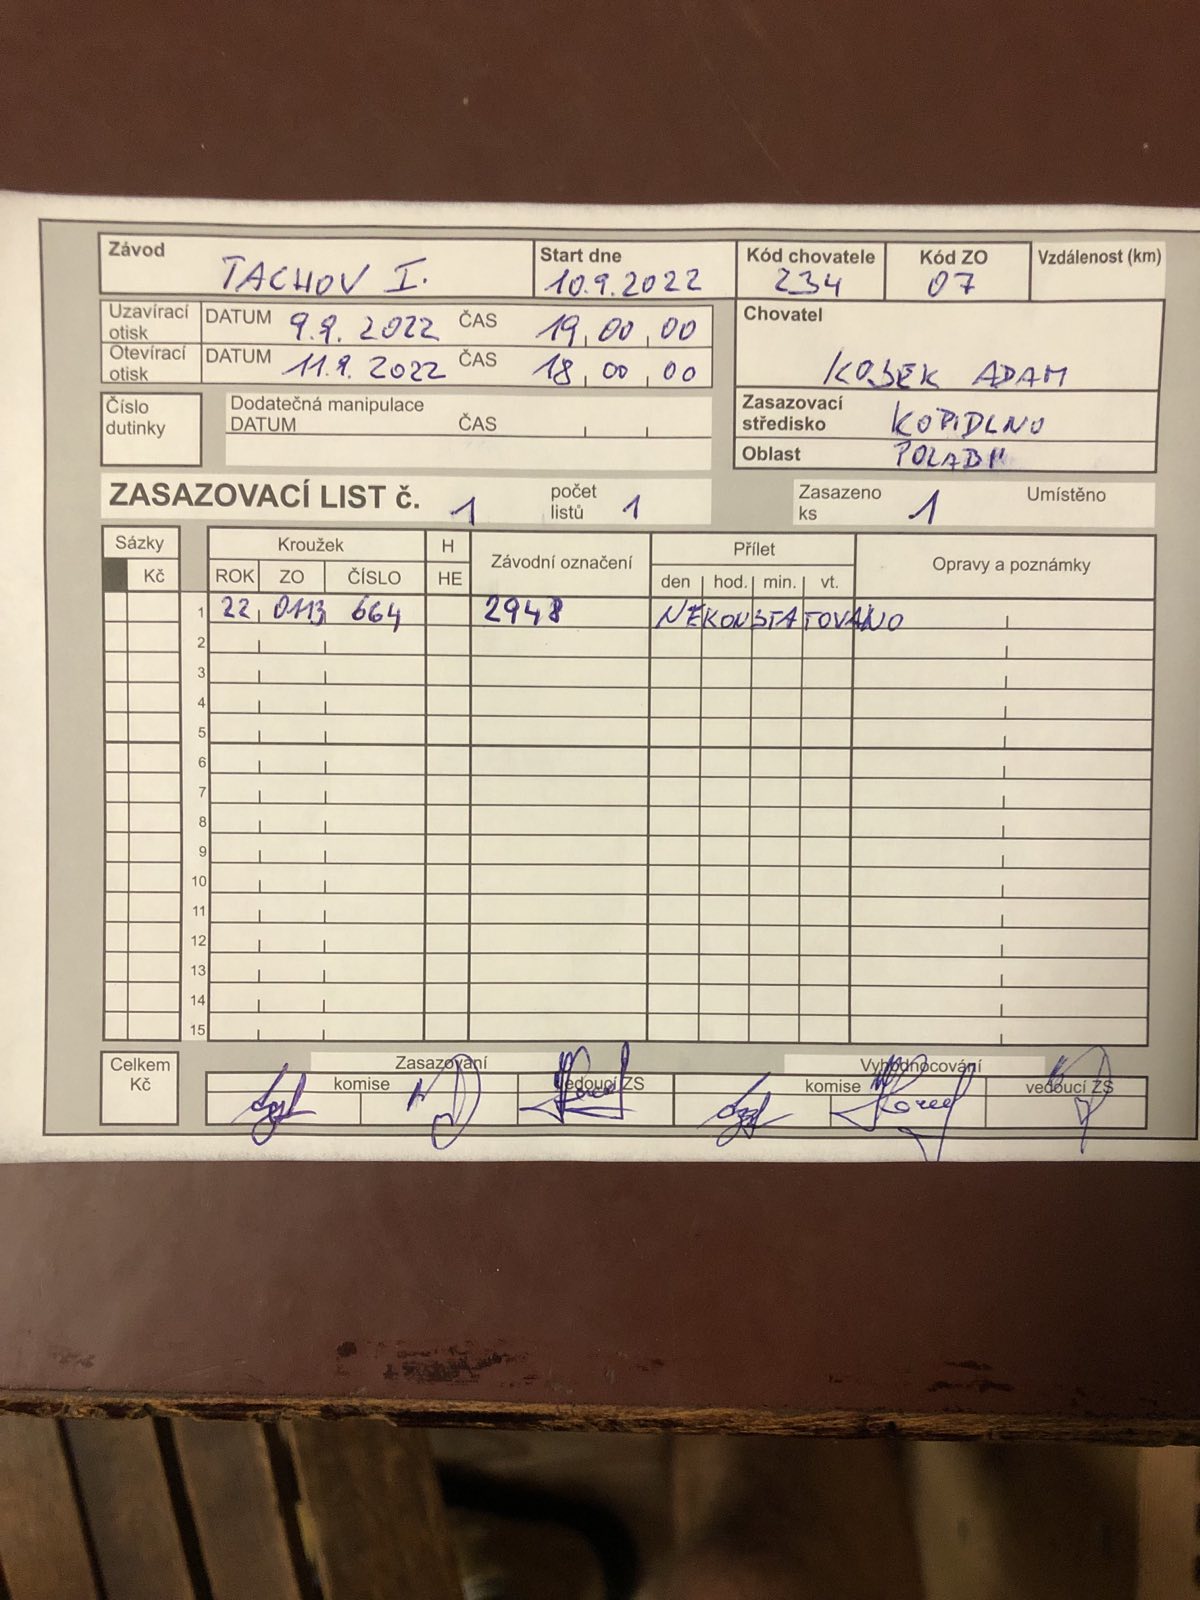 Závod TACHOV I. Start dne 10.9.2022 Kód chovatele 234 Kód ZO 07 Vzdálenost (km)
Uzavírací otisk DATUM 9.9.2022 ČAS 19,00,00
Otevírací otisk DATUM 11.9.2022 ČAS 18,00,00
Chovatel
ADAM
Číslo dutinky
Dodatečná manipulace
DATUM ČAS
Zasazovací středisko KOPIDLNO
Oblast POLABÍ
ZASAZOVACÍ LIST č. 1 počet listů 1 Zasazeno ks 1 Umístěno
Sázky Kroužek H Závodní označení Přílet Opravy a poznámky
Kč ROK ZO ČÍSLO HE den hod. min. vt.
1 22 0113 664 2948 NEKONSTATOVÁNO
2
3
4
5
6
7
8
9
10
11
12
13
14
15
Celkem Kč
Zasazování Vyhodnocování
komise vedoucí ZS komise vedoucí ZS